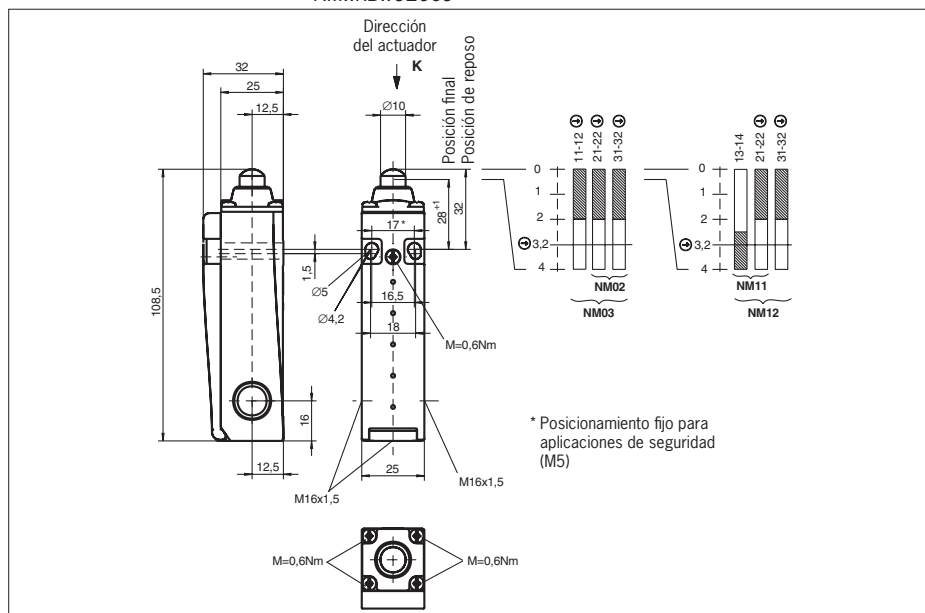 Dirección
del actuador
K
Posición final
Posición de reposo
32
25
12,5
Ø10
28+1
32
17*
1,5
Ø5
Ø4,2
16,5
18
M=0,6Nm
108,5
16
12,5
25
M16x1,5
M16x1,5
M=0,6Nm
M=0,6Nm
11-12
21-22
31-32
0
1
2
3,2
4
NM02
NM03
13-14
21-22
31-32
0
1
2
3,2
4
NM11
NM12
* Posicionamiento fijo para
aplicaciones de seguridad
(M5)